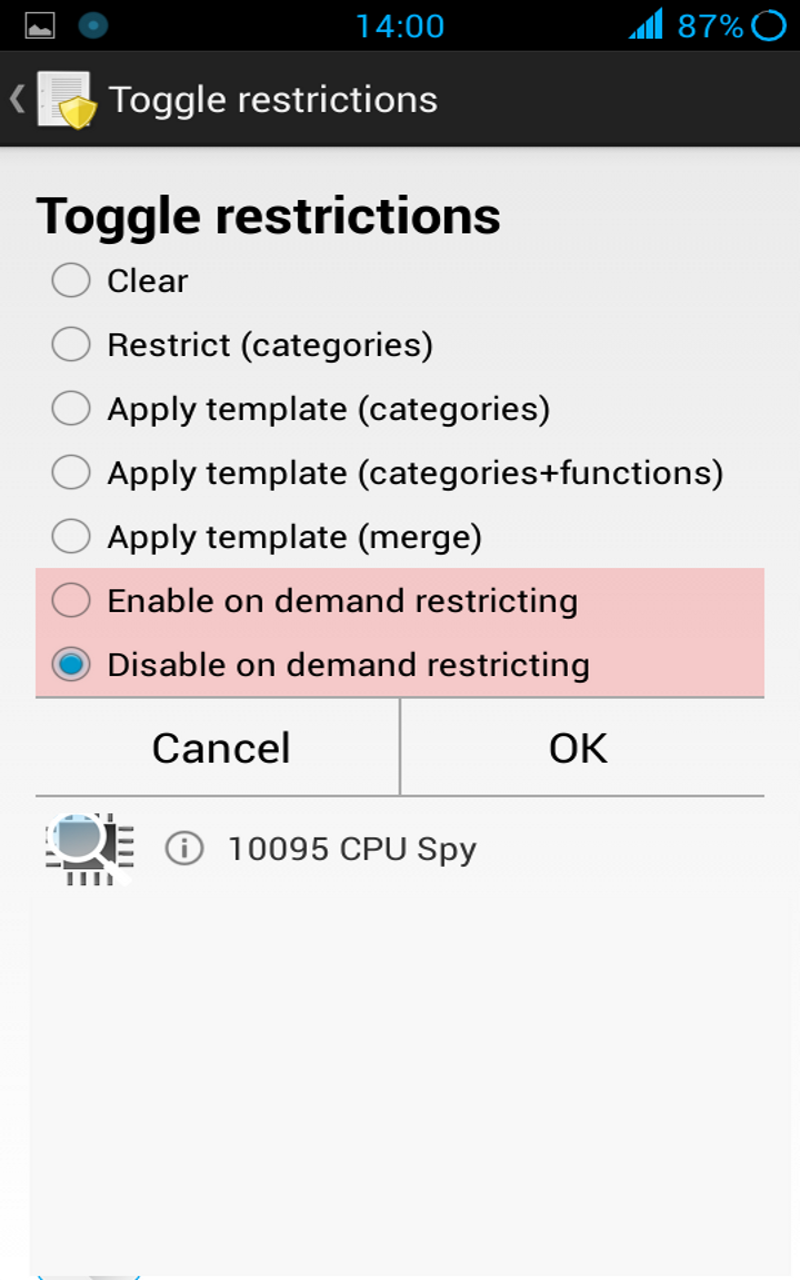 14:00 87%
Toggle restrictions
Toggle restrictions
Clear
Restrict (categories)
Apply template (categories)
Apply template (categories+functions)
Apply template (merge)
Enable on demand restricting
Disable on demand restricting
Cancel OK
10095 CPU Spy